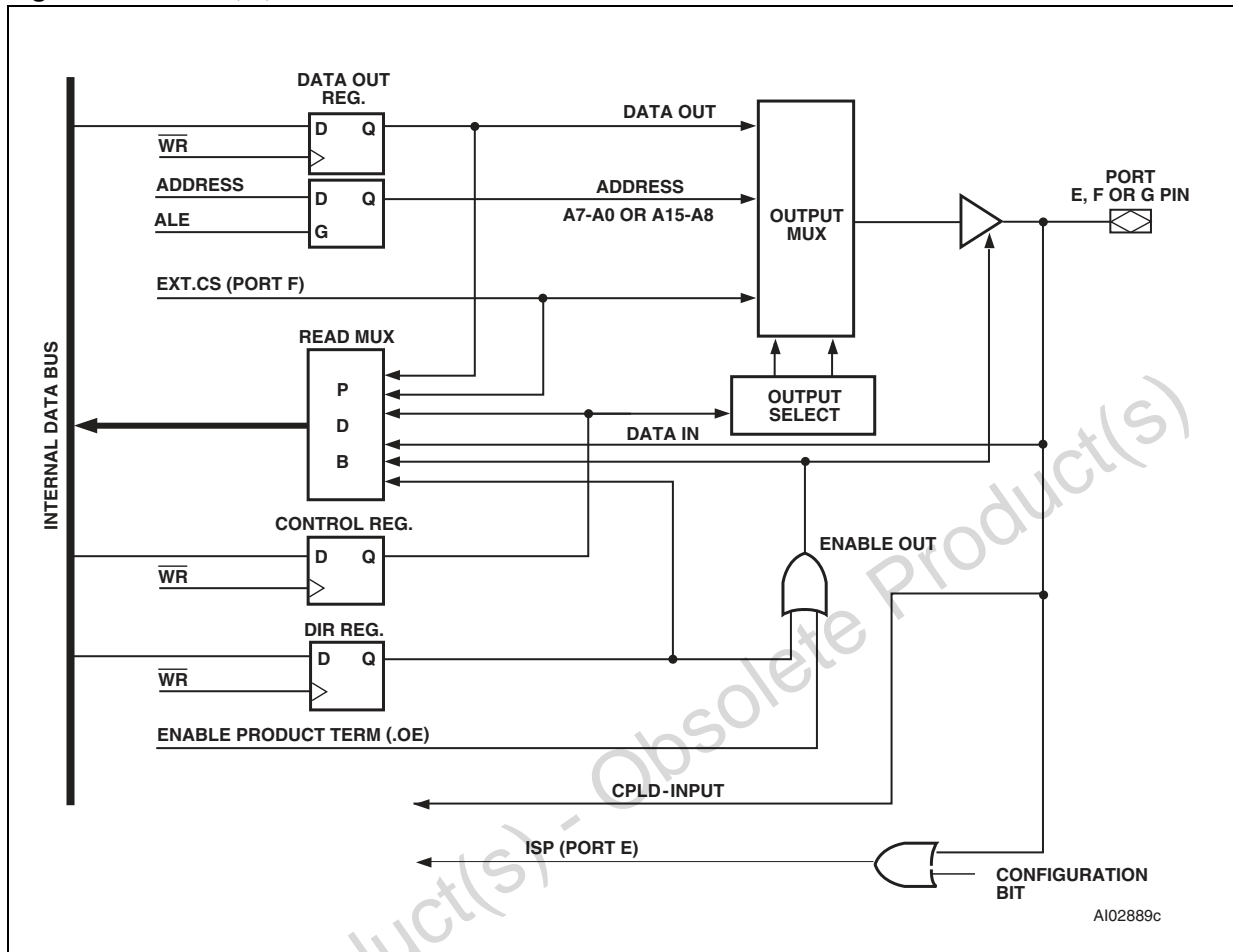 DATA OUT
REG.
D Q
WR
DATA OUT
ADDRESS
ALE
D Q
G
ADDRESS
A7-A0 OR A15-A8
OUTPUT
MUX
PORT
E, F OR G PIN
EXT.CS (PORT F)
READ MUX
P
D
B
OUTPUT
SELECT
DATA IN
INTERNAL DATA BUS
CONTROL REG.
D Q
WR
ENABLE OUT
DIR REG.
D Q
WR
ENABLE PRODUCT TERM (.OE)
CPLD-INPUT
ISP (PORT E)
CONFIGURATION
BIT
AI02889c
uct(s) - Obsolete Product(s)